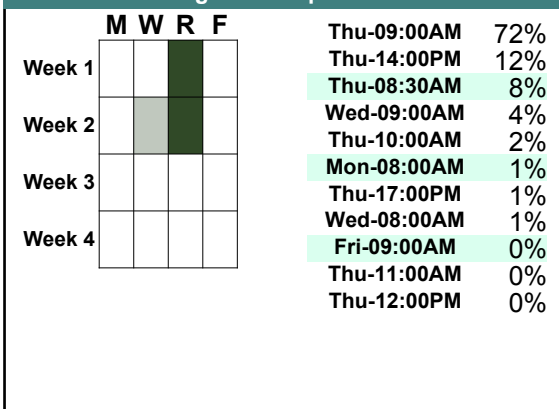 M W R F
Week 1
Week 2
Week 3
Week 4
Thu-09:00AM 72%
Thu-14:00PM 12%
Thu-08:30AM 8%
Wed-09:00AM 4%
Thu-10:00AM 2%
Mon-08:00AM 1%
Thu-17:00PM 1%
Wed-08:00AM 1%
Fri-09:00AM 0%
Thu-11:00AM 0%
Thu-12:00PM 0%